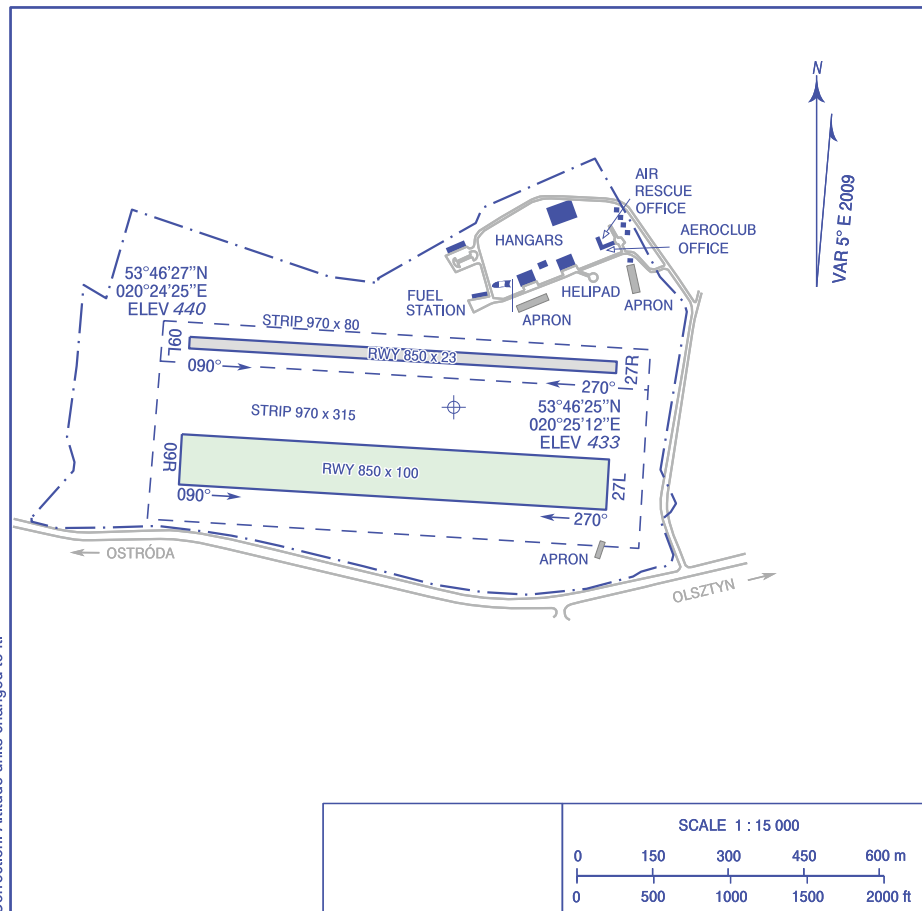 N
VAR 5° E 2009
AIR
RESCUE
OFFICE
AEROCLUB
OFFICE
HANGARS
53°46'27"N
020°24'25"E
ELEV 440
FUEL
STATION
HELIPAD
APRON
APRON
STRIP 970 x 80
09L
RWY 850 x 23
27R
090°
270°
53°46'25"N
020°25'12"E
ELEV 433
STRIP 970 x 315
09R
RWY 850 x 100
27L
090°
270°
APRON
OSTRÓDA
OLSZTYN
SCALE 1 : 15 000
0 150 300 450 600 m
0 500 1000 1500 2000 ft